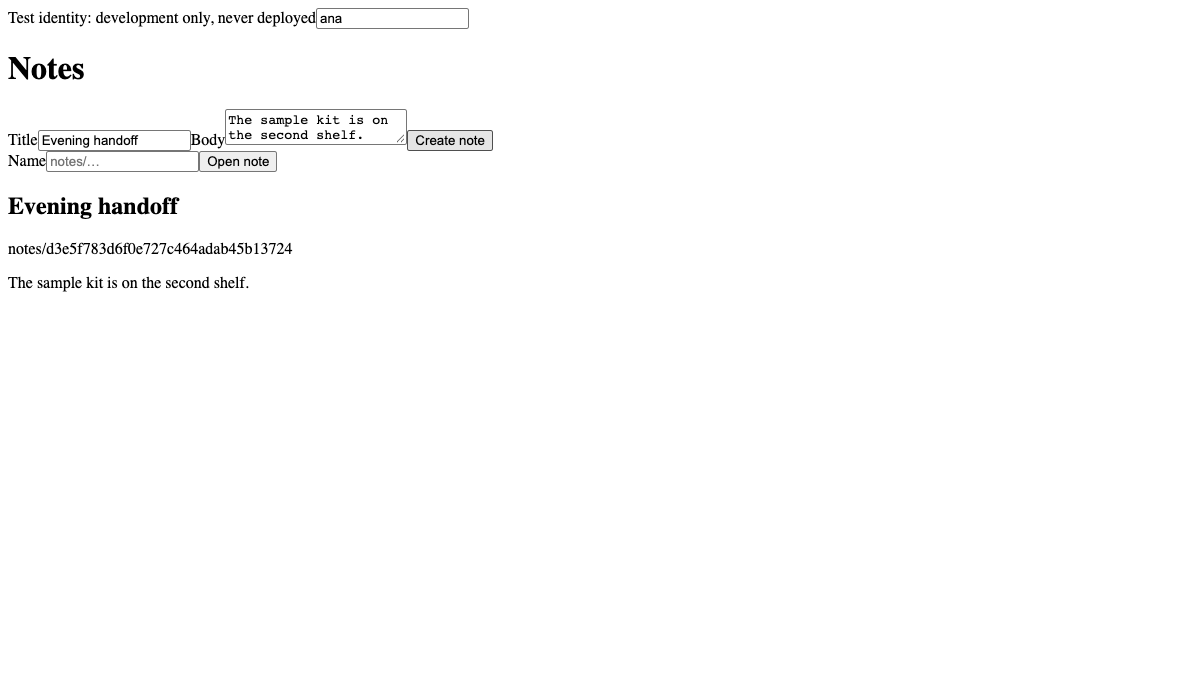 Test identity: development only, never deployed ana
Notes
Title Evening handoff Body The sample kit is on the second shelf. Create note
Name notes/… Open note
Evening handoff
notes/d3e5f783d6f0e727c464adab45b13724
The sample kit is on the second shelf.